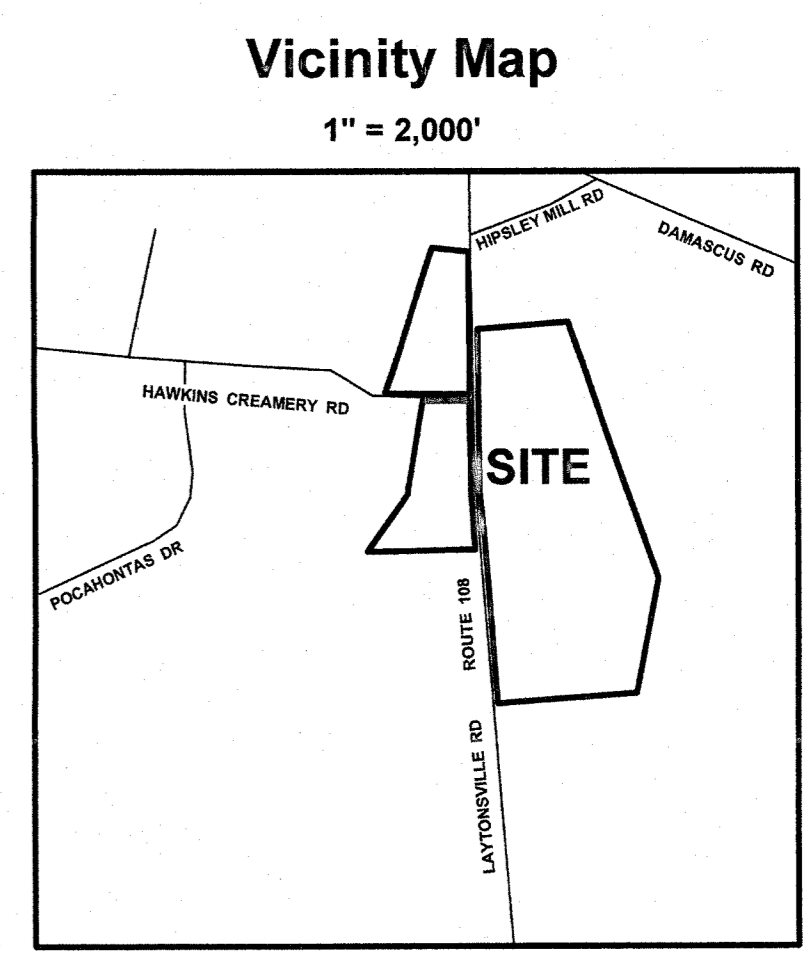 Vicinity Map
1" = 2,000'
HIPSLEY MILL RD
DAMASCUS RD
HAWKINS CREAMERY RD
SITE
POCAHONTAS DR
ROUTE 108
LAYTONSVILLE RD